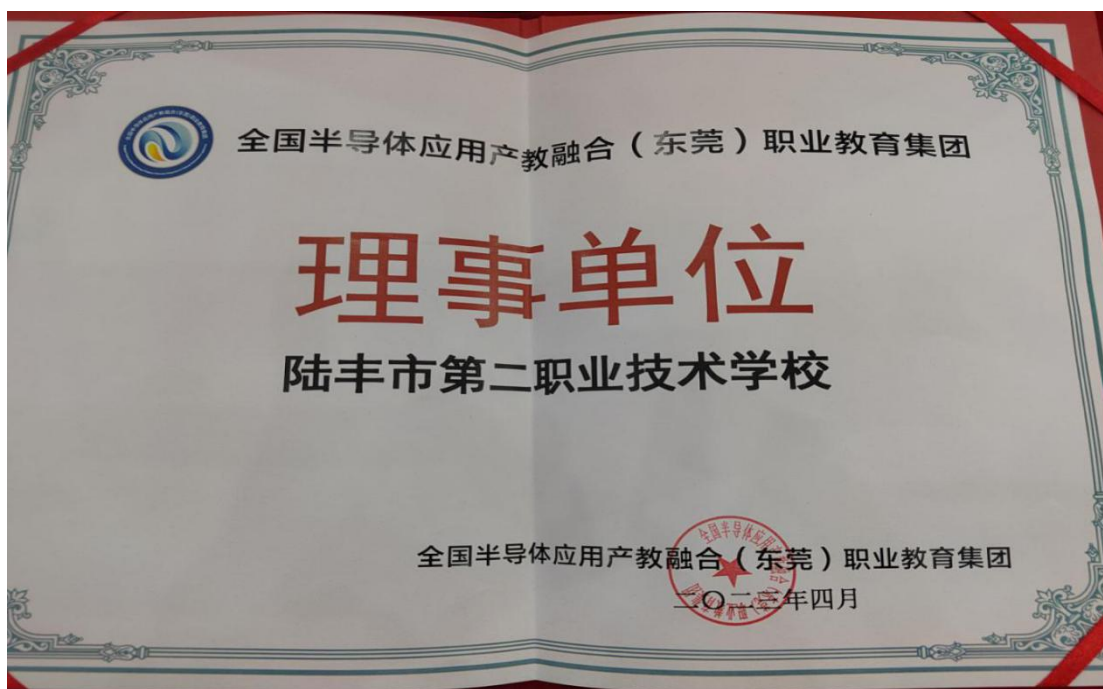 全国半导体应用产教融合（东莞）职业教育集团
理事单位
陆丰市第二职业技术学校
全国半导体应用产教融合（东莞）职业教育集团
年四月